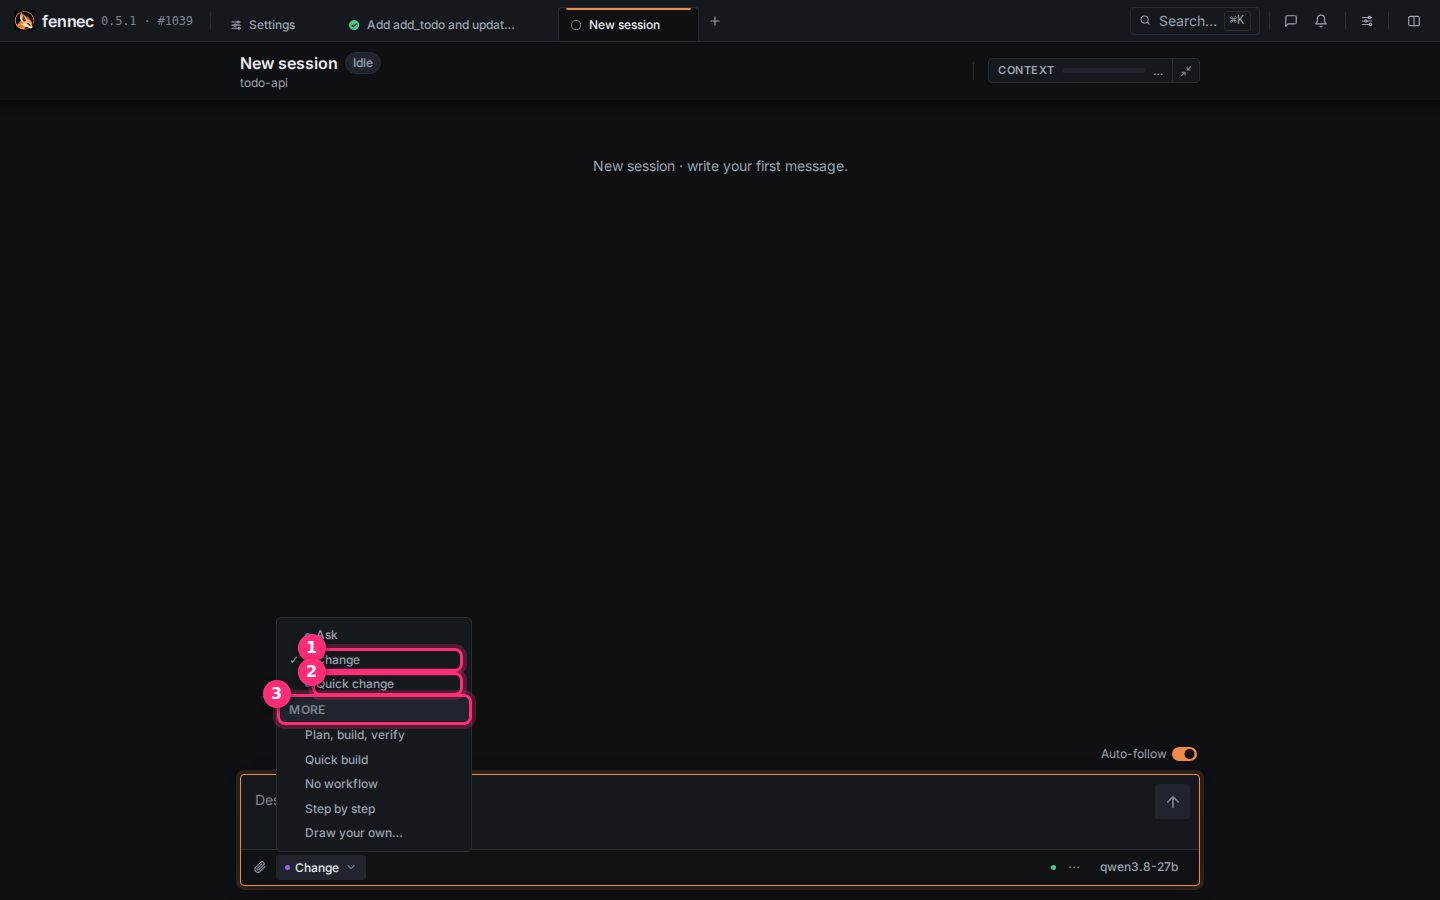 fennec 0.5.1 · #1039
Settings
Add add_todo and updat...
New session
+
Search... ⌘K
New session Idle
todo-api
CONTEXT ...
New session · write your first message.
Ask
1
✓ hange
2
Quick change
3
MORE
Plan, build, verify
Quick build
No workflow
Step by step
Draw your own...
Auto-follow
Des
Change
··· qwen3.8-27b